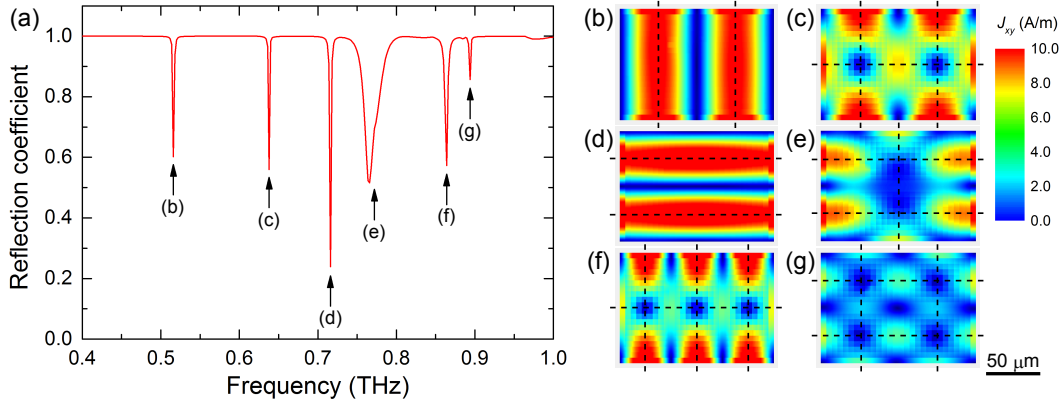 (a)
Reflection coefficient
1.0
0.8
0.6
0.4
0.2
0.0
(b)
(c)
(d)
(e)
(f)
(g)
0.4 0.5 0.6 0.7 0.8 0.9 1.0
Frequency (THz)
(b) (c) Jxy (A/m)
10.0
8.0
6.0
4.0
2.0
0.0
(d) (e)
(f) (g)
50 μm